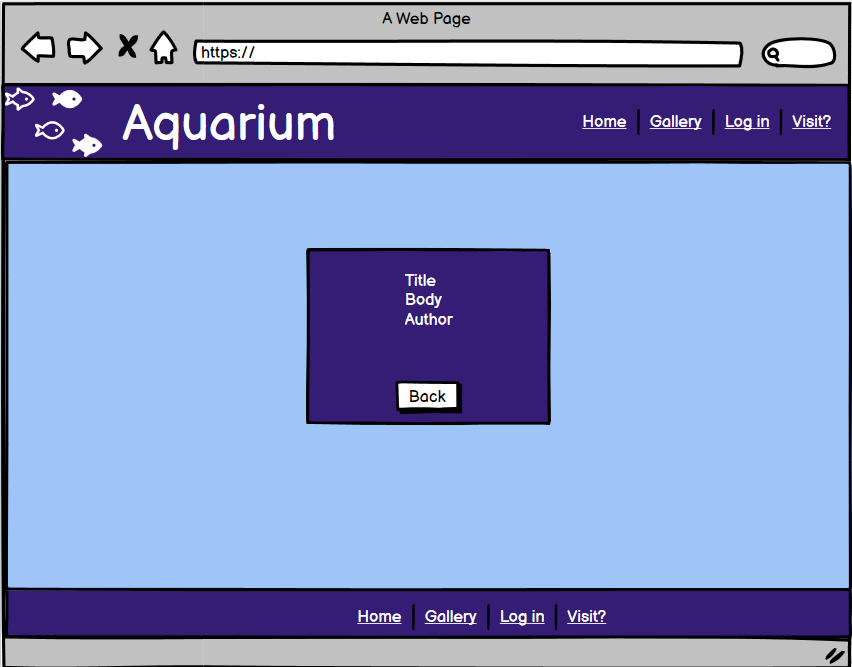 A Web Page
https://
Aquarium
Home Gallery Log in Visit?
Title
Body
Author
Back
Home Gallery Log in Visit?